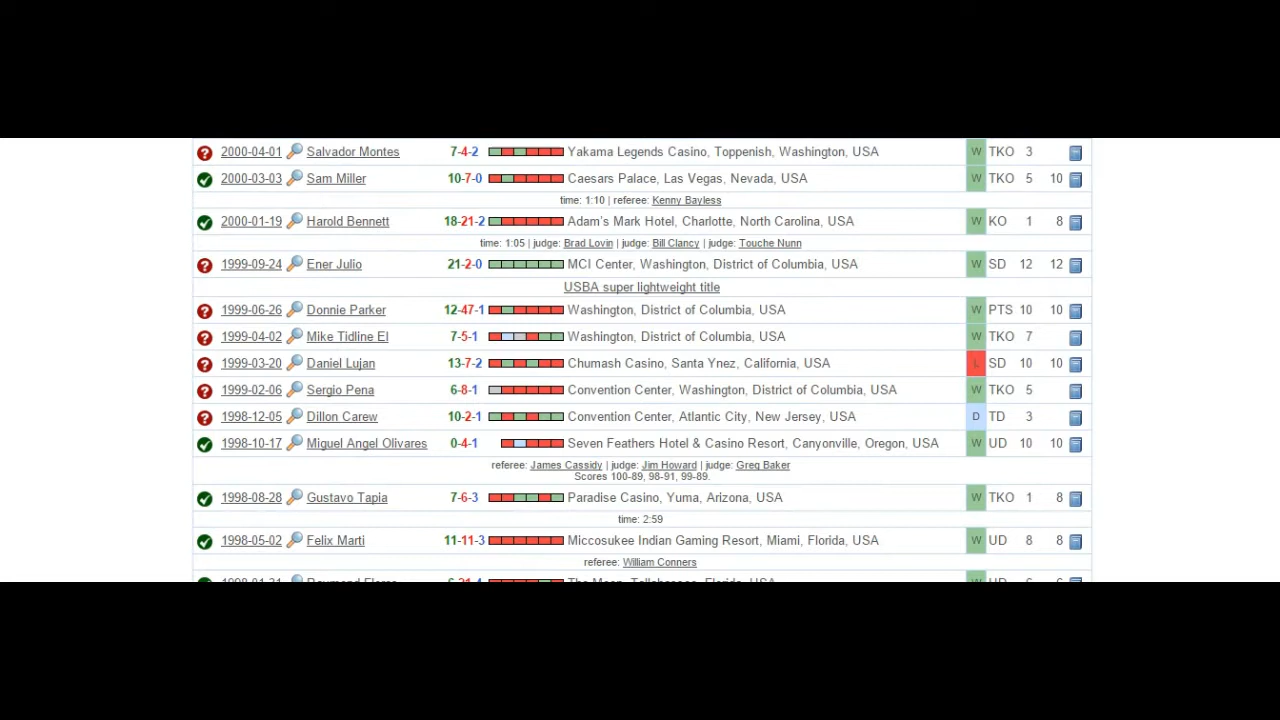 2000-04-01 Salvador Montes 7-4-2 Yakama Legends Casino, Toppenish, Washington, USA W TKO 3
2000-03-03 Sam Miller 10-7-0 Caesars Palace, Las Vegas, Nevada, USA W TKO 5 10
time: 1:10 | referee: Kenny Bayless
2000-01-19 Harold Bennett 18-21-2 Adam's Mark Hotel, Charlotte, North Carolina, USA W KO 1 8
time: 1:05 | judge: Brad Lovin | judge: Bill Clancy | judge: Touche Nunn
1999-09-24 Ener Julio 21-2-0 MCI Center, Washington, District of Columbia, USA W SD 12 12
USBA super lightweight title
1999-06-26 Donnie Parker 12-47-1 Washington, District of Columbia, USA W PTS 10 10
1999-04-02 Mike Tidline El 7-5-1 Washington, District of Columbia, USA W TKO 7
1999-03-20 Daniel Lujan 13-7-2 Chumash Casino, Santa Ynez, California, USA L SD 10 10
1999-02-06 Sergio Pena 6-8-1 Convention Center, Washington, District of Columbia, USA W TKO 5
1998-12-05 Dillon Carew 10-2-1 Convention Center, Atlantic City, New Jersey, USA D TD 3
1998-10-17 Miguel Angel Olivares 0-4-1 Seven Feathers Hotel & Casino Resort, Canyonville, Oregon, USA W UD 10 10
referee: James Cassidy | judge: Jim Howard | judge: Greg Baker
Scores 100-89, 98-91, 99-89.
1998-08-28 Gustavo Tapia 7-6-3 Paradise Casino, Yuma, Arizona, USA W TKO 1 8
time: 2:59
1998-05-02 Felix Marti 11-11-3 Miccosukee Indian Gaming Resort, Miami, Florida, USA W UD 8 8
referee: William Conners